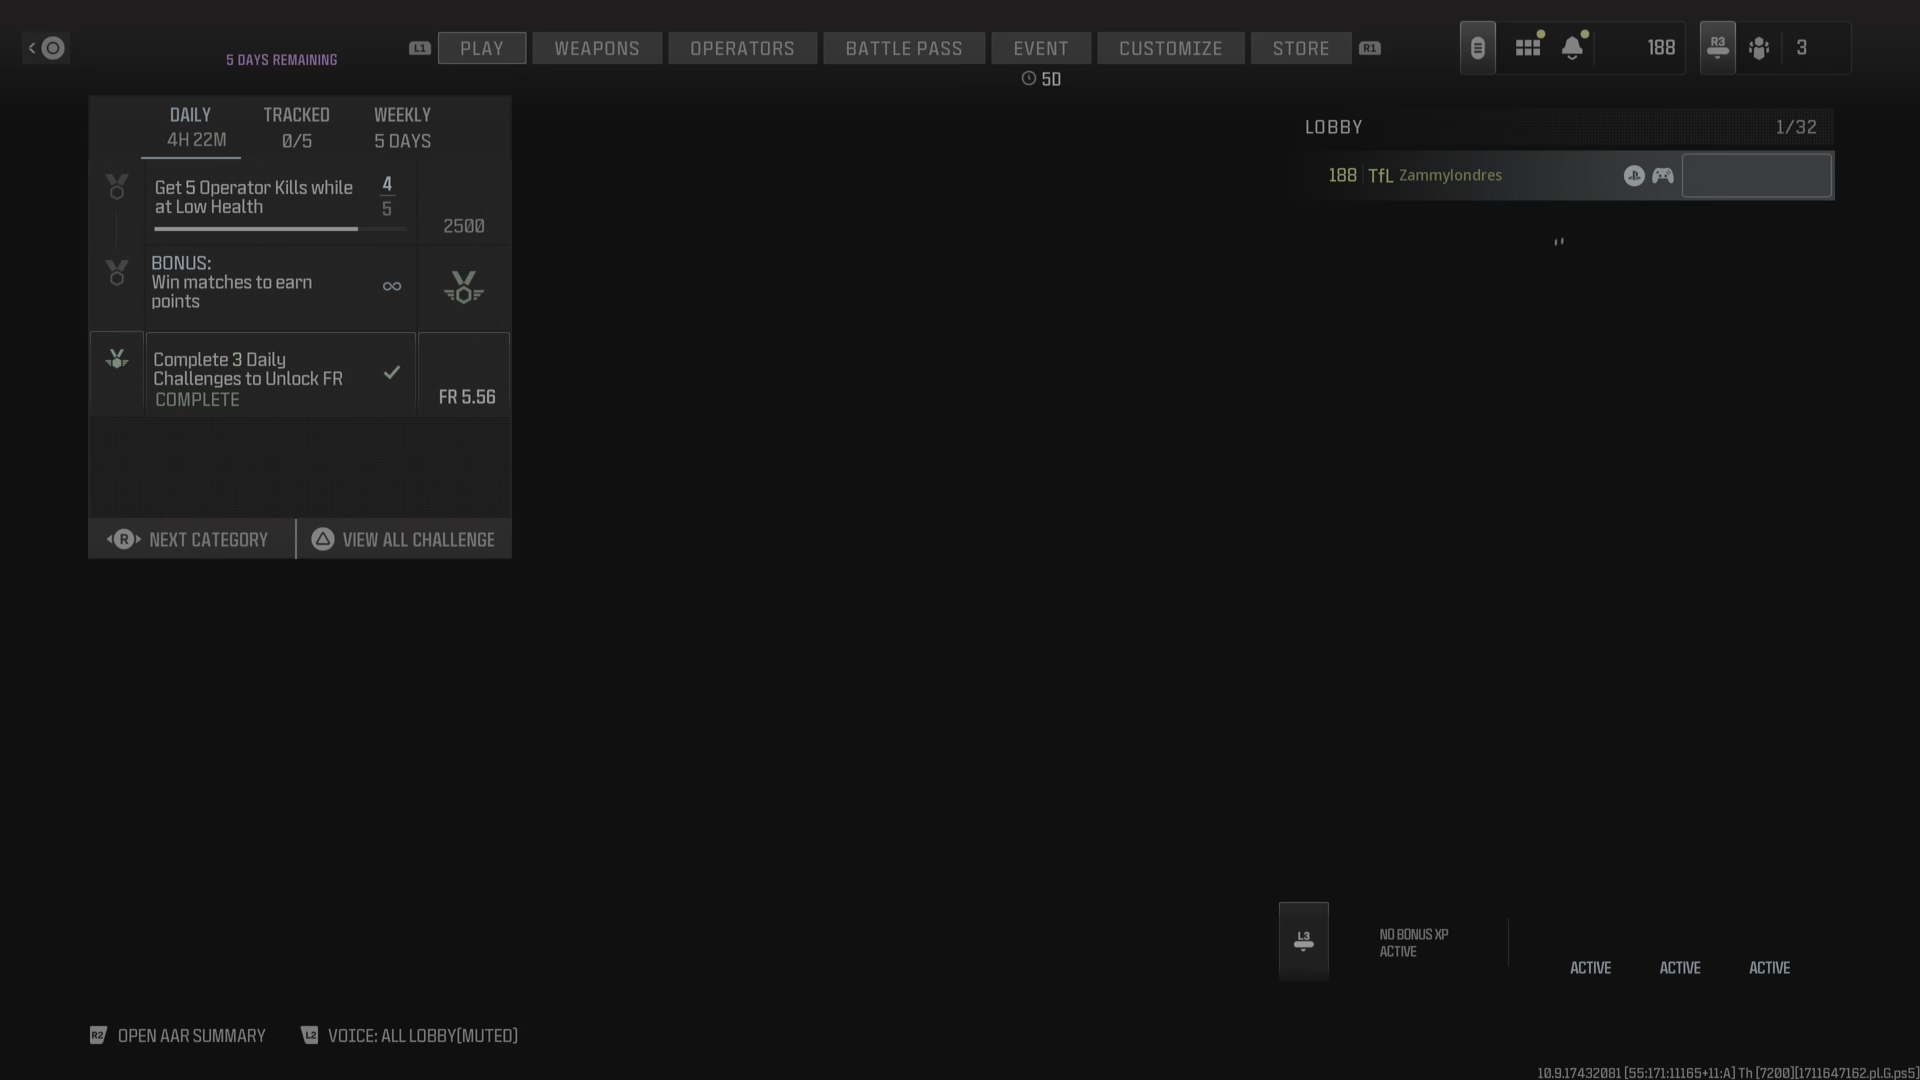 5 DAYS REMAINING
L1 PLAY WEAPONS OPERATORS BATTLE PASS EVENT CUSTOMIZE STORE R1
5D
188 R3 3
DAILY TRACKED WEEKLY
4H 22M 0/5 5 DAYS
Get 5 Operator Kills while
at Low Health
4
5
2500
BONUS:
Win matches to earn
points
∞
Complete 3 Daily
Challenges to Unlock FR
COMPLETE
FR 5.56
R NEXT CATEGORY
VIEW ALL CHALLENGE
LOBBY 1/32
188 TfL Zammylondres
L3
NO BONUS XP
ACTIVE
ACTIVE ACTIVE ACTIVE
R2 OPEN AAR SUMMARY L2 VOICE: ALL LOBBY[MUTED]
10.9.17432081 [55:171:11165+11:A] Th [7200][1711647162.pl.G.ps5]